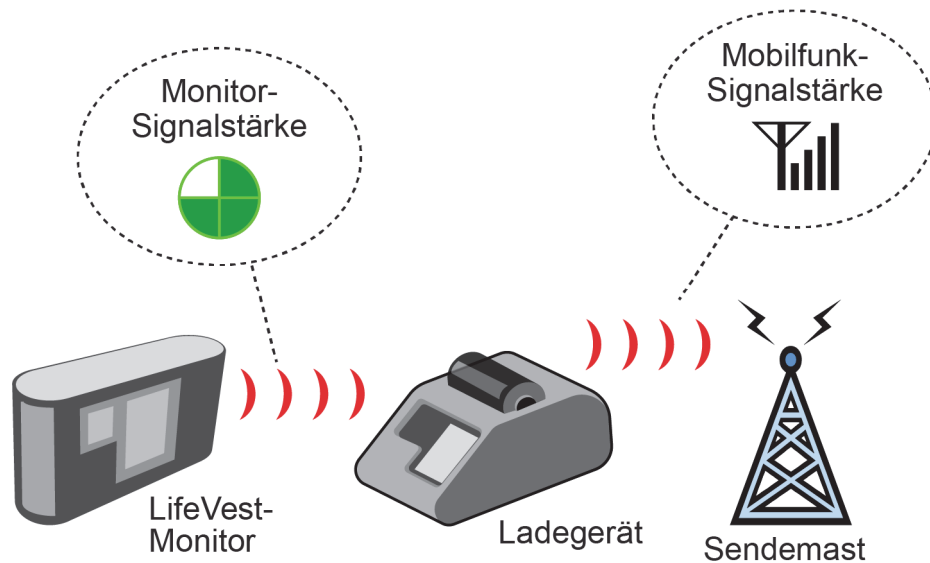 Monitor-
Signalstärke
Mobilfunk-
Signalstärke
LifeVest-
Monitor
Ladegerät
Sendemast